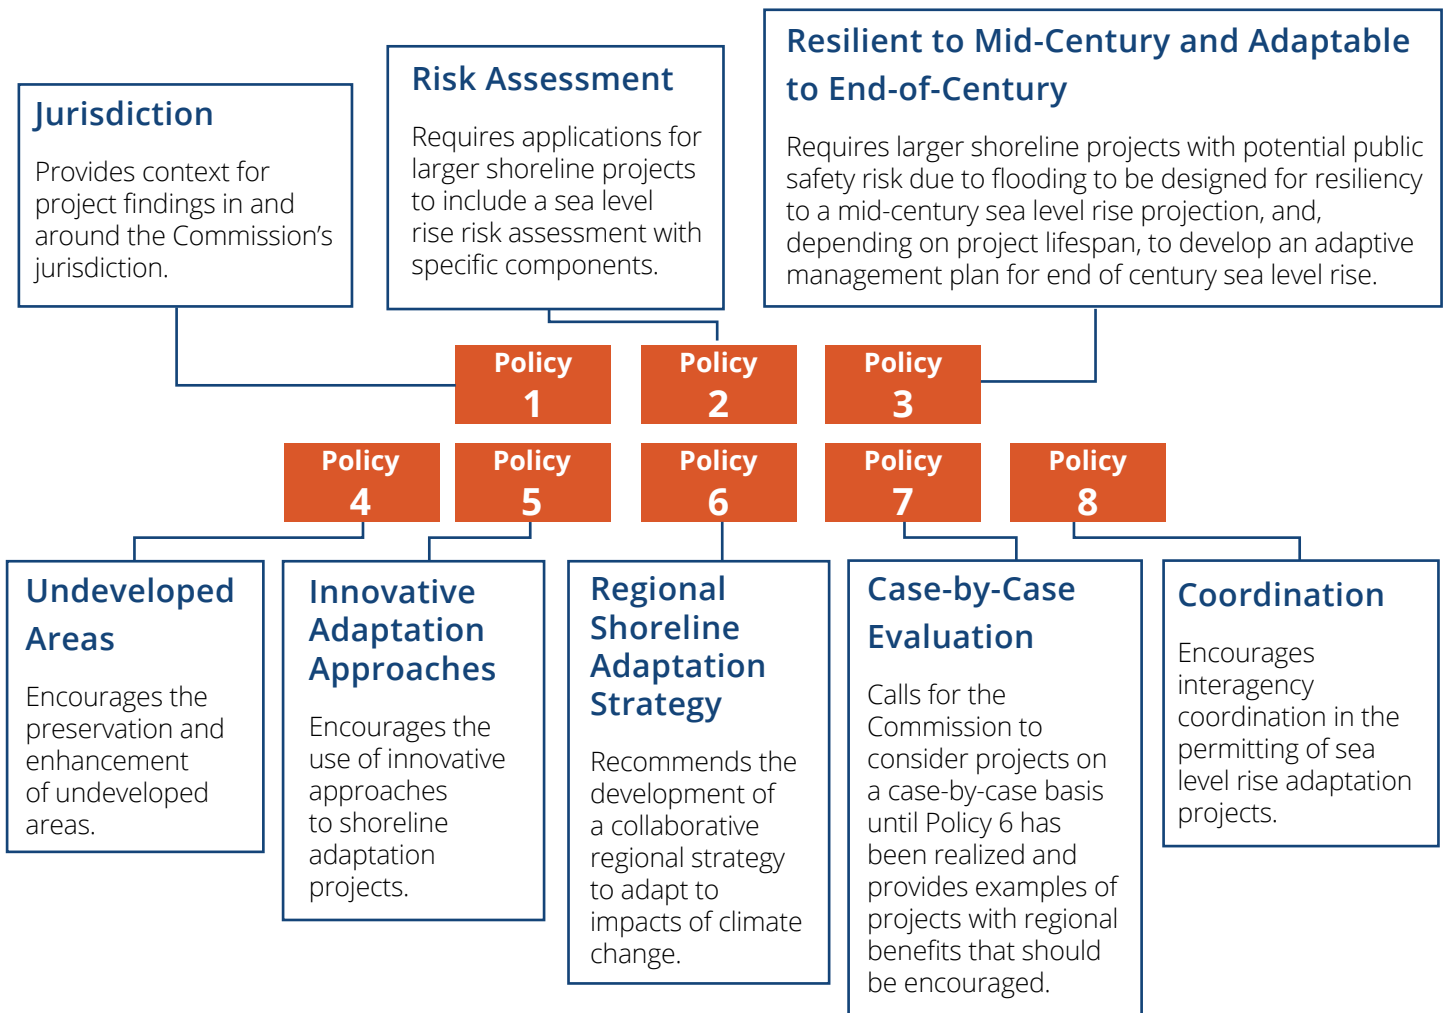 Jurisdiction
Provides context for
project findings in and
around the Commission’s
jurisdiction.
Risk Assessment
Requires applications for
larger shoreline projects
to include a sea level
rise risk assessment with
specific components.
Resilient to Mid-Century and Adaptable
to End-of-Century
Requires larger shoreline projects with potential public
safety risk due to flooding to be designed for resiliency
to a mid-century sea level rise projection, and,
depending on project lifespan, to develop an adaptive
management plan for end of century sea level rise.
Policy
1
Policy
2
Policy
3
Policy
4
Policy
5
Policy
6
Policy
7
Policy
8
Undeveloped
Areas
Encourages the
preservation and
enhancement
of undeveloped
areas.
Innovative
Adaptation
Approaches
Encourages the
use of innovative
approaches
to shoreline
adaptation
projects.
Regional
Shoreline
Adaptation
Strategy
Recommends the
development of
a collaborative
regional strategy
to adapt to
impacts of climate
change.
Case-by-Case
Evaluation
Calls for the
Commission to
consider projects on
a case-by-case basis
until Policy 6 has
been realized and
provides examples of
projects with regional
benefits that should
be encouraged.
Coordination
Encourages
interagency
coordination in the
permitting of sea
level rise adaptation
projects.